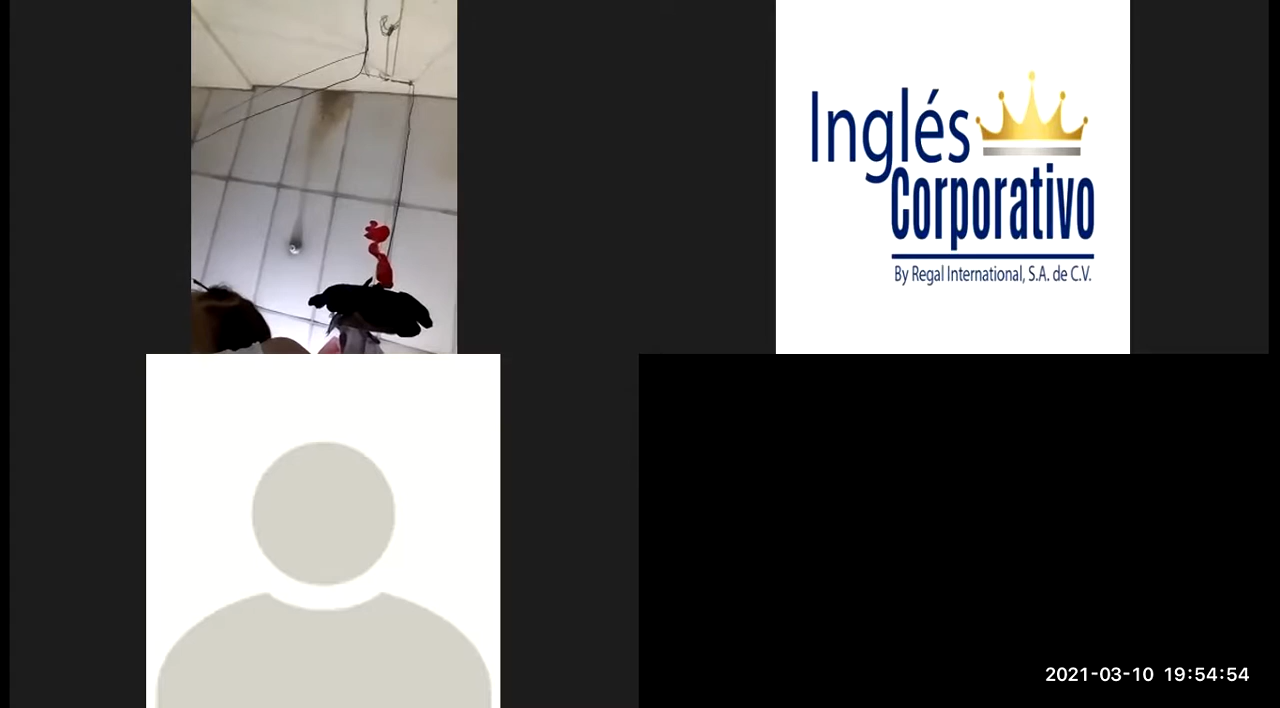 Inglés
Corporativo
By Regal International, S.A. de C.V.
2021-03-10 19:54:54